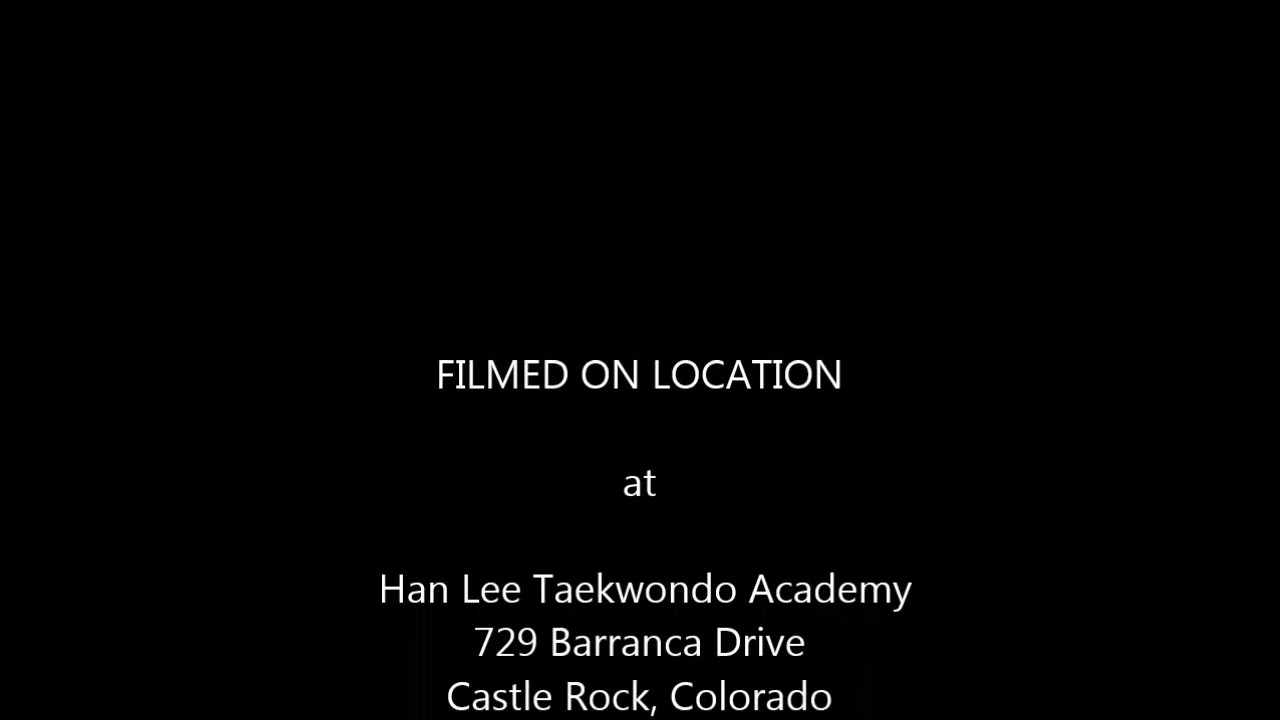 FILMED ON LOCATION
at
Han Lee Taekwondo Academy
729 Barranca Drive
Castle Rock, Colorado